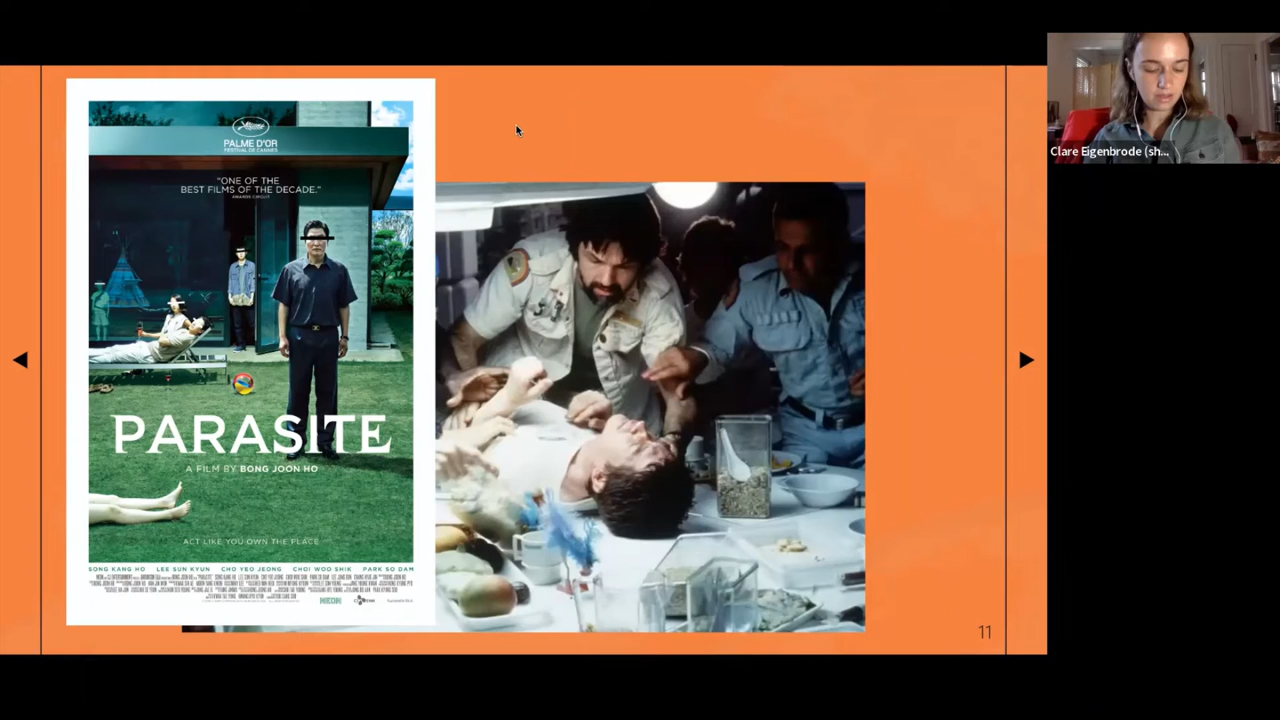 PALME D'OR
FESTIVAL DE CANNES
"ONE OF THE
BEST FILMS OF THE DECADE."
AWARDS CIRCUIT
PARASITE
A FILM BY BONG JOON HO
ACT LIKE YOU OWN THE PLACE
SONG KANG HO LEE SUN KYUN CHO YEO JEONG CHOI WOO SHIK PARK SO DAM
NEON
11
Clare Eigenbrode (sh...